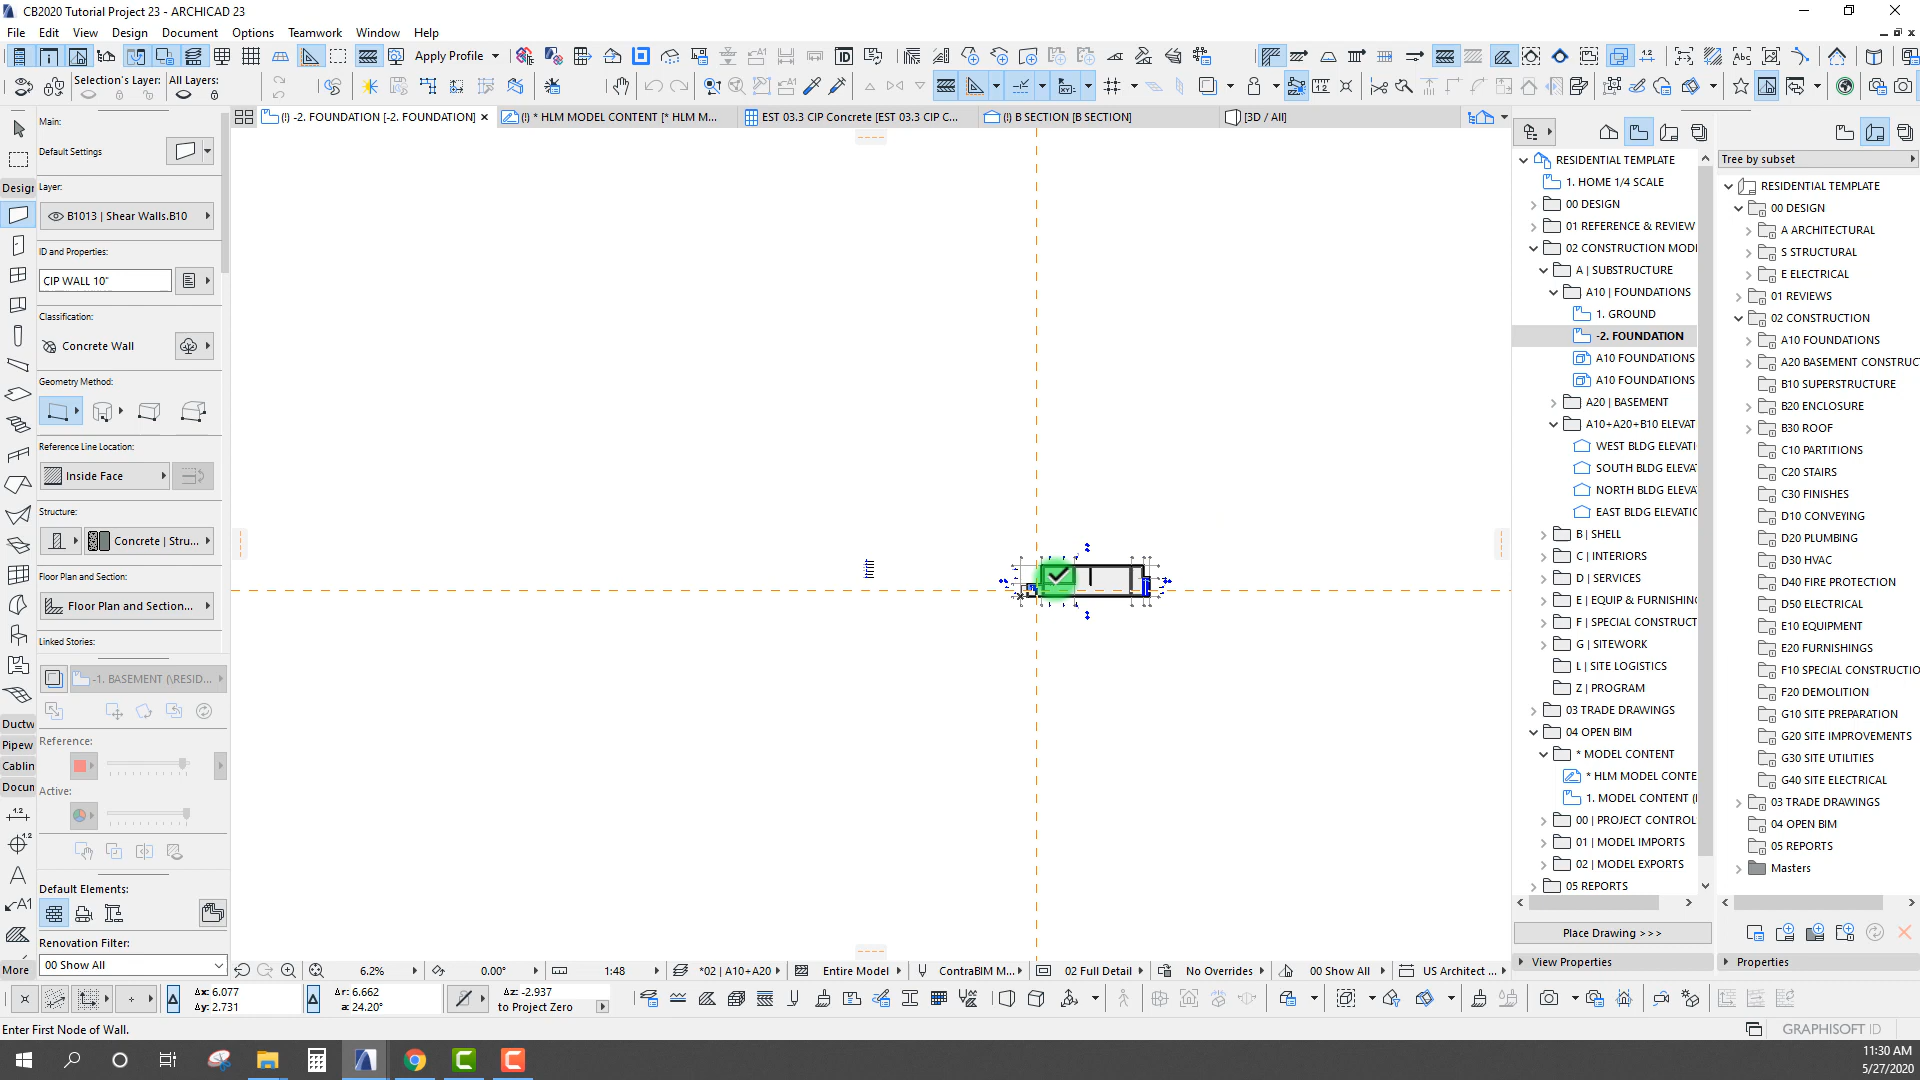 CB2020 Tutorial Project 23 - ARCHICAD 23
File Edit View Design Document Options Teamwork Window Help
Apply Profile
Selection's Layer: All Layers:
(!) -2. FOUNDATION [-2. FOUNDATION]
(!) * HLM MODEL CONTENT [* HLM M...
EST 03.3 CIP Concrete [EST 03.3 CIP C...
(!) B SECTION [B SECTION]
[3D / All]
Main:
Default Settings
Design
Layer:
B1013 | Shear Walls.B10
ID and Properties:
CIP WALL 10"
Classification:
Concrete Wall
Geometry Method:
Reference Line Location:
Inside Face
Structure:
Concrete | Stru...
Floor Plan and Section:
Floor Plan and Section...
Linked Stories:
-1. BASEMENT (\RESID...
Ductw
Pipew
Cablin
Docum
Reference:
Active:
1.2
A
A1
Default Elements:
Renovation Filter:
00 Show All
More
RESIDENTIAL TEMPLATE
1. HOME 1/4 SCALE
00 DESIGN
01 REFERENCE & REVIEW
02 CONSTRUCTION MODE
A | SUBSTRUCTURE
A10 | FOUNDATIONS
1. GROUND
-2. FOUNDATION
A10 FOUNDATIONS
A10 FOUNDATIONS
A20 | BASEMENT
A10+A20+B10 ELEVAT
WEST BLDG ELEVATI
SOUTH BLDG ELEVA
NORTH BLDG ELEVA
EAST BLDG ELEVATIO
B | SHELL
C | INTERIORS
D | SERVICES
E | EQUIP & FURNISHING
F | SPECIAL CONSTRUCT
G | SITEWORK
L | SITE LOGISTICS
Z | PROGRAM
03 TRADE DRAWINGS
04 OPEN BIM
* MODEL CONTENT
* HLM MODEL CONTE
1. MODEL CONTENT (
00 | PROJECT CONTROL
01 | MODEL IMPORTS
02 | MODEL EXPORTS
05 REPORTS
Place Drawing >>>
View Properties
Tree by subset
RESIDENTIAL TEMPLATE
00 DESIGN
A ARCHITECTURAL
S STRUCTURAL
E ELECTRICAL
01 REVIEWS
02 CONSTRUCTION
A10 FOUNDATIONS
A20 BASEMENT CONSTRUC
B10 SUPERSTRUCTURE
B20 ENCLOSURE
B30 ROOF
C10 PARTITIONS
C20 STAIRS
C30 FINISHES
D10 CONVEYING
D20 PLUMBING
D30 HVAC
D40 FIRE PROTECTION
D50 ELECTRICAL
E10 EQUIPMENT
E20 FURNISHINGS
F10 SPECIAL CONSTRUCTIO
F20 DEMOLITION
G10 SITE PREPARATION
G20 SITE IMPROVEMENTS
G30 SITE UTILITIES
G40 SITE ELECTRICAL
03 TRADE DRAWINGS
04 OPEN BIM
05 REPORTS
Masters
Properties
6.2% 0.00° 1:48 *02 | A10+A20 Entire Model ContraBIM M... 02 Full Detail No Overrides 00 Show All US Architect ...
Δx: 6.077 Δr: 6.662 Δz: -2.937
Δy: 2.731 a: 24.20° to Project Zero
Enter First Node of Wall.
GRAPHISOFT ID
11:30 AM
5/27/2020